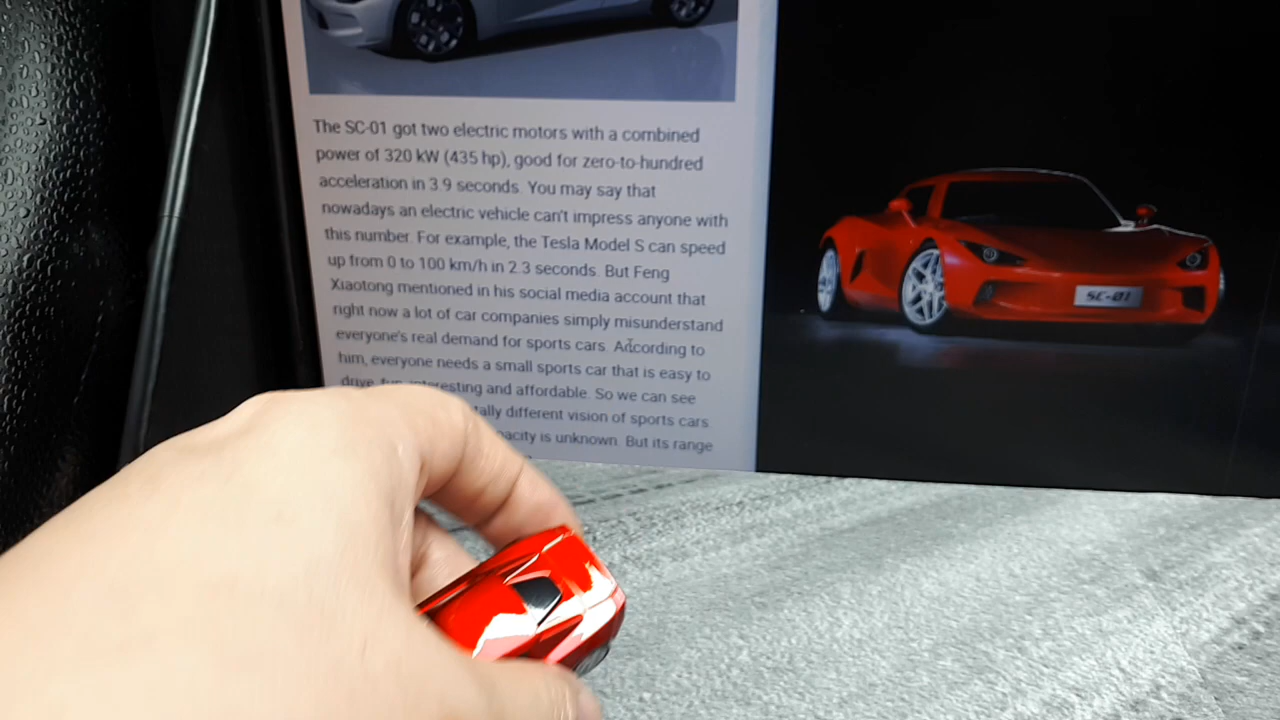 The SC-01 got two electric motors with a combined
power of 320 kW (435 hp), good for zero-to-hundred
acceleration in 3.9 seconds. You may say that
nowadays an electric vehicle can't impress anyone with
this number. For example, the Tesla Model S can speed
up from 0 to 100 km/h in 2.3 seconds. But Feng
Xiaotong mentioned in his social media account that
right now a lot of car companies simply misunderstand
everyone's real demand for sports cars. According to
him, everyone needs a small sports car that is easy to
drive, fun, interesting and affordable. So we can see
different vision of sports cars.
is unknown. But its range
SC-01